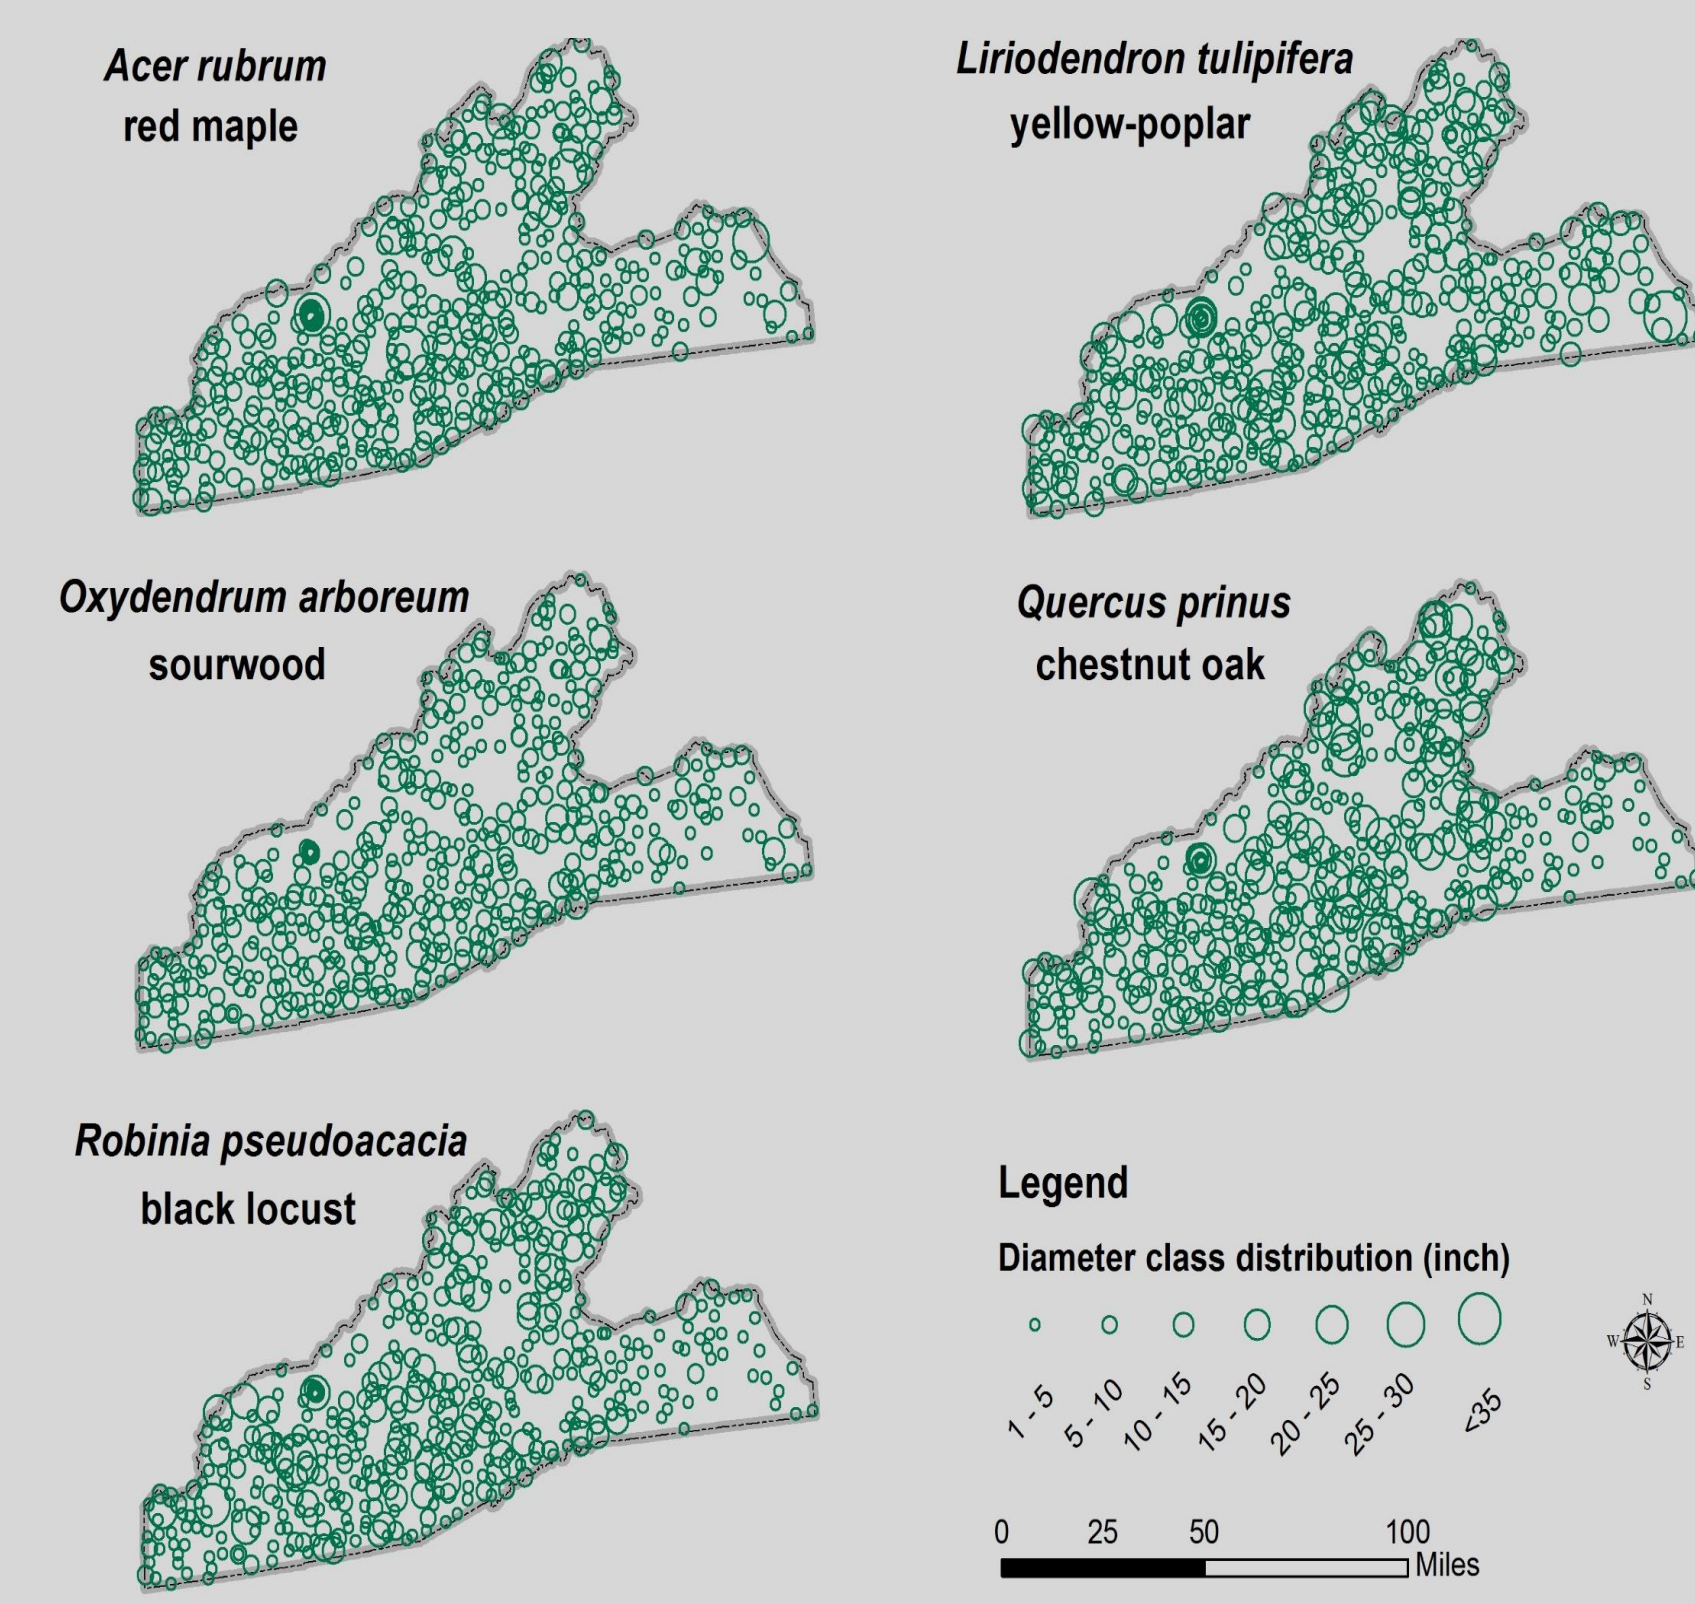 Acer rubrum
red maple
Liriodendron tulipifera
yellow-poplar
Oxydendrum arboreum
sourwood
Quercus prinus
chestnut oak
Robinia pseudoacacia
black locust
Legend
Diameter class distribution (inch)
1 - 5
5 - 10
10 - 15
15 - 20
20 - 25
25 - 30
<35
N
W E
S
0 25 50 100
Miles